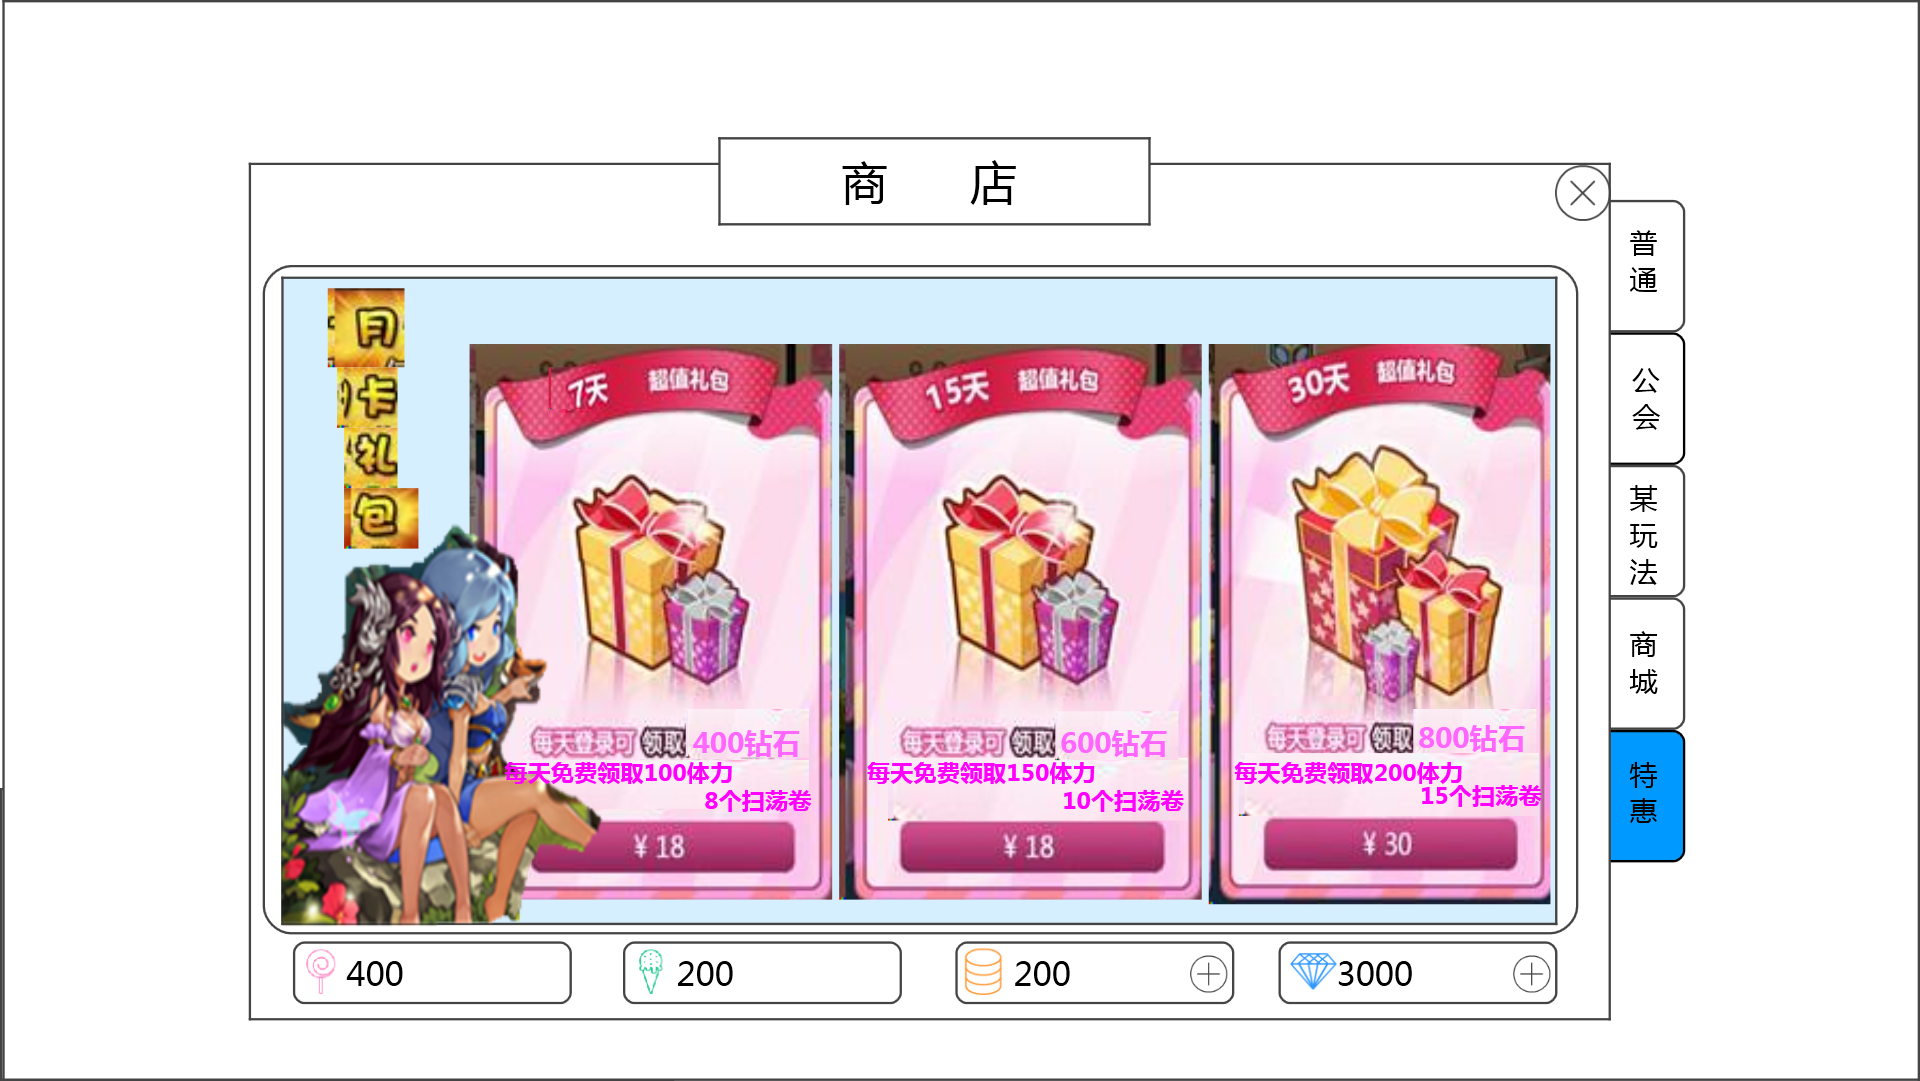 商 店
普通
公会
某玩法
商城
特惠
月卡礼包
7天 超值礼包
每天登录可领取 400钻石
每天免费领取100体力
8个扫荡卷
¥ 18
15天 超值礼包
每天登录可领取 600钻石
每天免费领取150体力
10个扫荡卷
¥ 18
30天 超值礼包
每天登录可领取 800钻石
每天免费领取200体力
15个扫荡卷
¥ 30
400
200
200
3000